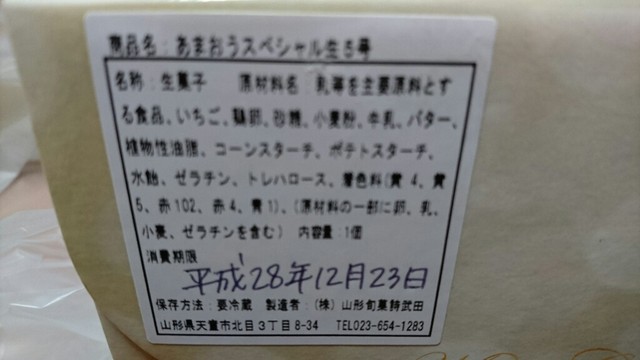 商品名：あまおうスペシャル生5号
名称：生菓子　原材料名：乳等を主要原料とす
る食品、いちご、鶏卵、砂糖、小麦粉、牛乳、バター、
植物性油脂、コーンスターチ、ポテトスターチ、
水飴、ゼラチン、トレハロース、着色料(黄4、黄
5、赤102、赤4、青1)、(原材料の一部に卵、乳、
小麦、ゼラチンを含む)　内容量：1個
消費期限
平成28年12月23日
保存方法：要冷蔵　製造者：(株)山形旬菓詩武田
山形県天童市北目3丁目8-34　TEL023-654-1283